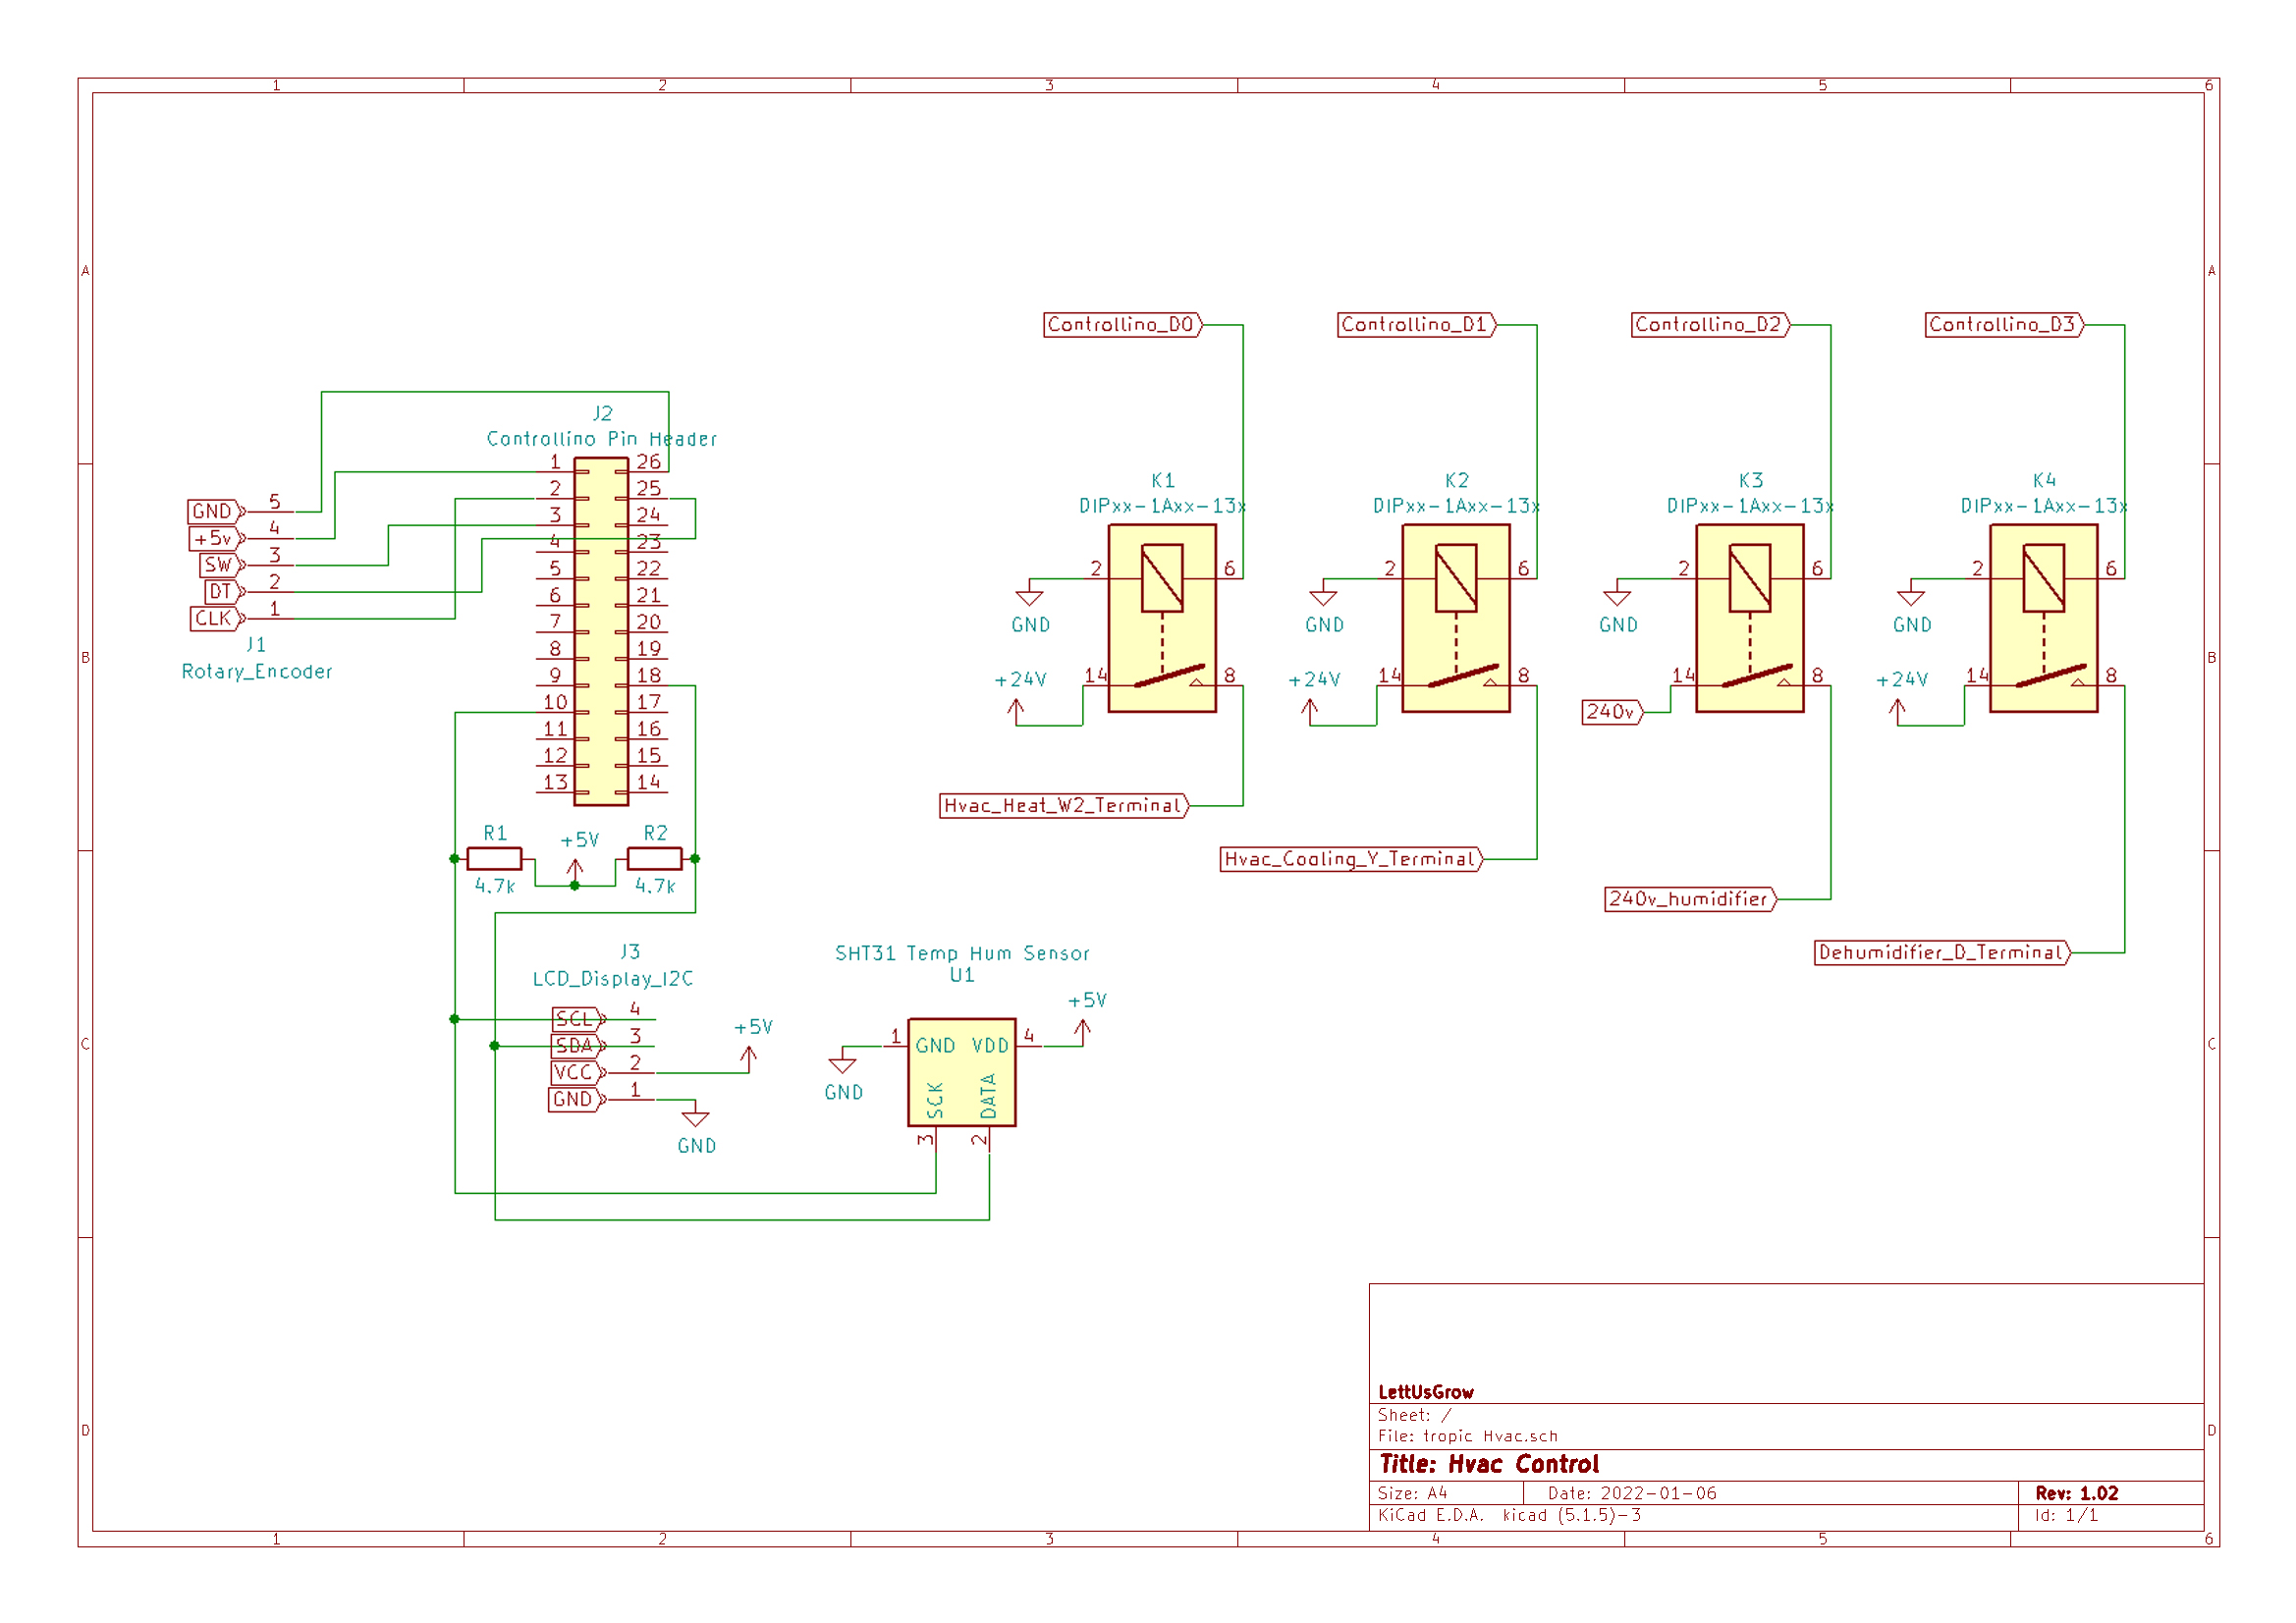 1 2 3 4 5 6
A A
Controllino_D0 Controllino_D1 Controllino_D2 Controllino_D3
J2
Controllino Pin Header
1 26
2 25
3 24
4 23
5 22
6 21
7 20
8 19
9 18
10 17
11 16
12 15
13 14
GND 5
+5v 4
SW 3
DT 2
CLK 1
J1
Rotary_Encoder
K1
DIPxx-1Axx-13x
2 6
GND
+24V
14 8
Hvac_Heat_W2_Terminal
K2
DIPxx-1Axx-13x
2 6
GND
+24V
14 8
Hvac_Cooling_Y_Terminal
K3
DIPxx-1Axx-13x
2 6
GND
14 8
240v
240v_humidifier
K4
DIPxx-1Axx-13x
2 6
GND
+24V
14 8
Dehumidifier_D_Terminal
B B
R1 +5V R2
4.7k 4.7k
J3
LCD_Display_I2C
SCL 4
SDA 3
VCC 2
GND 1
+5V
GND
SHT31 Temp Hum Sensor
U1
+5V
1 GND VDD 4
GND
SCK DATA
3 2
C C
D D
LettUsGrow
Sheet: /
File: tropic Hvac.sch
Title: Hvac Control
Size: A4 Date: 2022-01-06 Rev: 1.02
KiCad E.D.A. kicad (5.1.5)-3 Id: 1/1
1 2 3 4 5 6